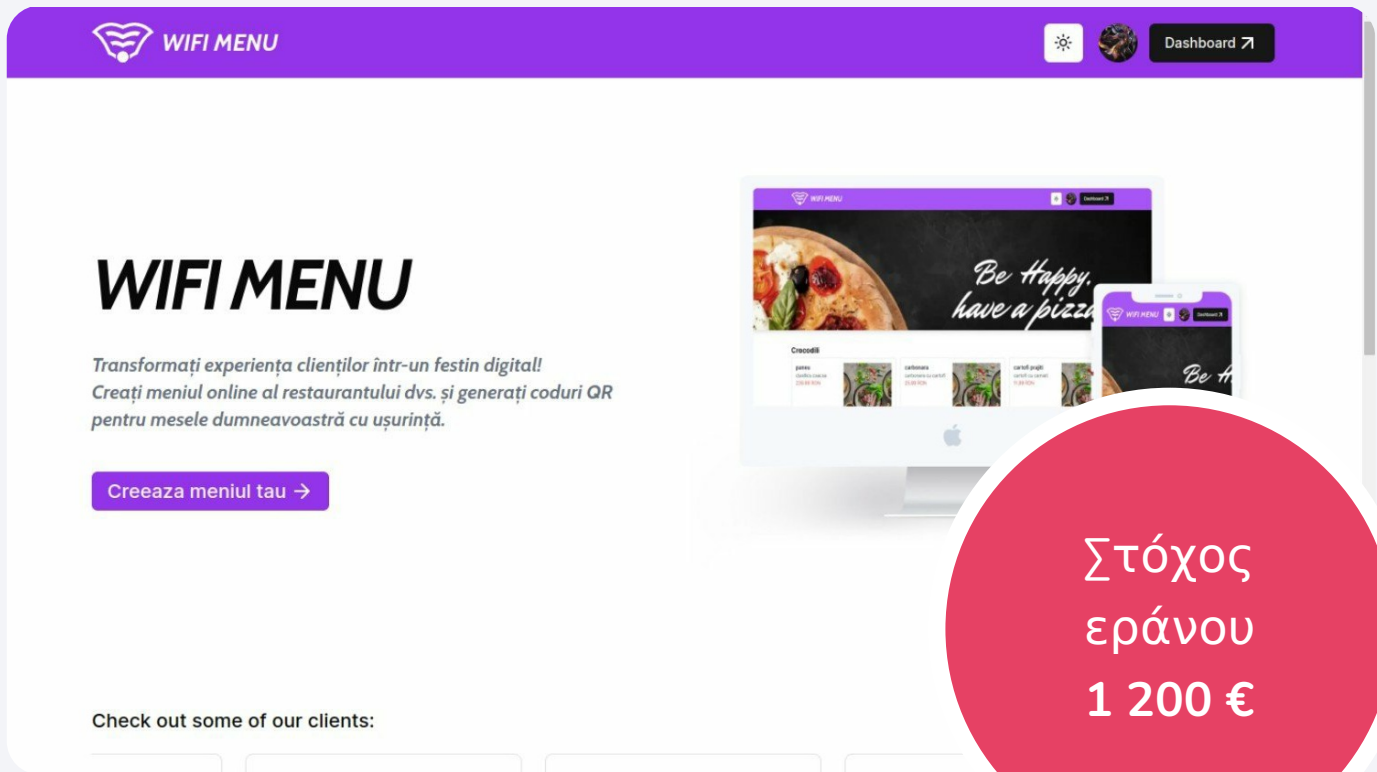 WIFI MENU
Dashboard
WIFI MENU
Transformați experiența clienților într-un festin digital!
Creați meniul online al restaurantului dvs. și generați coduri QR
pentru mesele dumneavoastră cu ușurință.
Creeaza meniul tau →
WIFI MENU
Dashboard
Be Happy.
have a pizza
Crocodili
WIFI MENU
Dashboard
Be H
Στόχος
εράνου
1 200 €
Check out some of our clients: